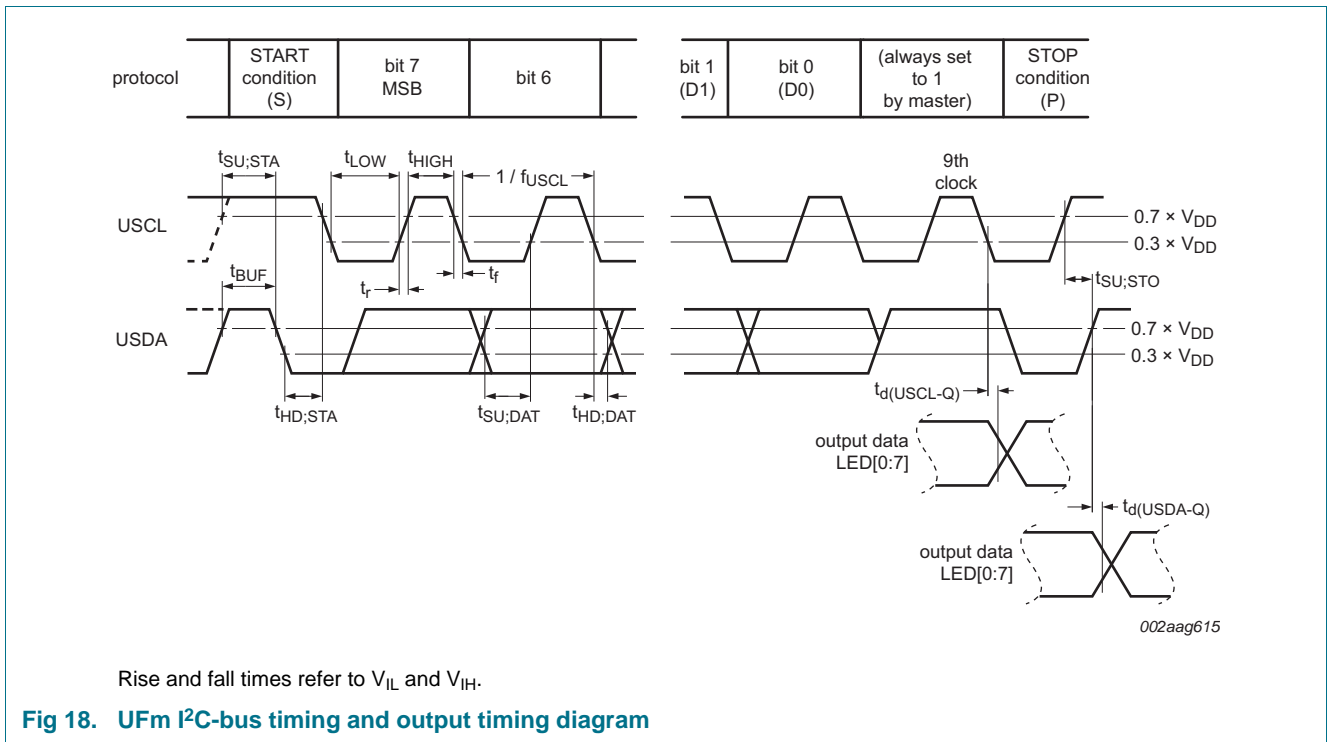 protocol
START
condition
(S)
bit 7
MSB
bit 6
bit 1
(D1)
bit 0
(D0)
(always set
to 1
by master)
STOP
condition
(P)
tSU;STA
tLOW
tHIGH
1 / fUSCL
9th
clock
USCL
0.7 × VDD
0.3 × VDD
tBUF
tr
tf
tSU;STO
USDA
0.7 × VDD
0.3 × VDD
tHD;STA
tSU;DAT
tHD;DAT
td(USCL-Q)
output data
LED[0:7]
td(USDA-Q)
output data
LED[0:7]
002aag615
Rise and fall times refer to VIL and VIH.
Fig 18. UFm I²C-bus timing and output timing diagram